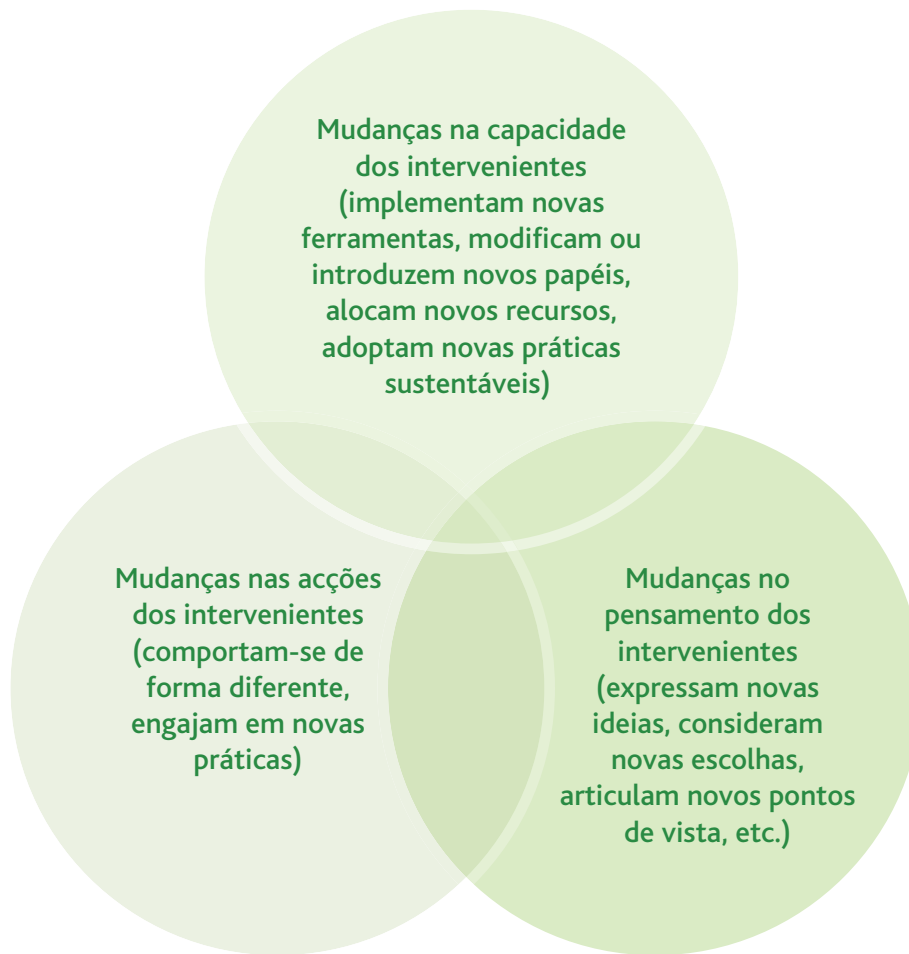 Mudanças na capacidade
dos intervenientes
(implementam novas
ferramentas, modificam ou
introduzem novos papéis,
alocam novos recursos,
adoptam novas práticas
sustentáveis)
Mudanças nas acções
dos intervenientes
(comportam-se de
forma diferente,
engajam em novas
práticas)
Mudanças no
pensamento dos
intervenientes
(expressam novas
ideias, consideram
novas escolhas,
articulam novos pontos
de vista, etc.)